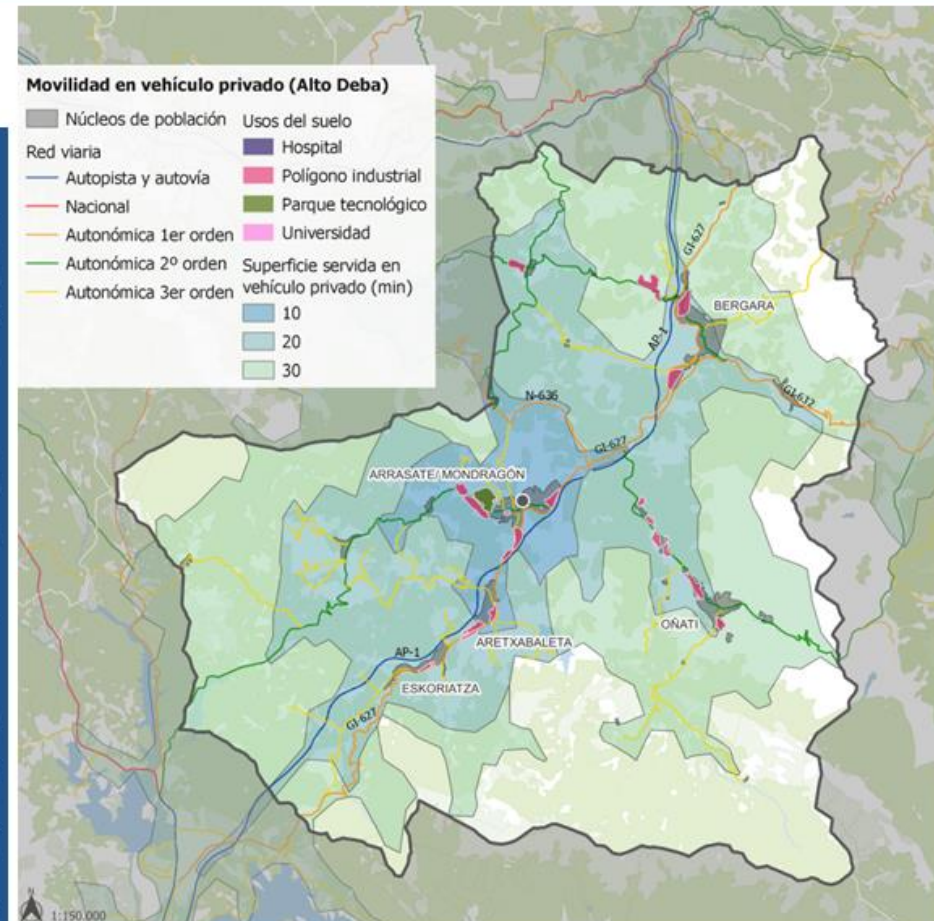 Movilidad en vehículo privado (Alto Deba)
Núcleos de población
Red viaria
Autopista y autovía
Nacional
Autonómica 1er orden
Autonómica 2º orden
Autonómica 3er orden
Usos del suelo
Hospital
Polígono industrial
Parque tecnológico
Universidad
Superficie servida en
vehículo privado (min)
10
20
30
GI-627
BERGARA
AP-1
GI-632
N-636
GI-627
ARRASATE/ MONDRAGÓN
OÑATI
ARETXABALETA
AP-1
ESKORIATZA
GI-627
N
1:150.000